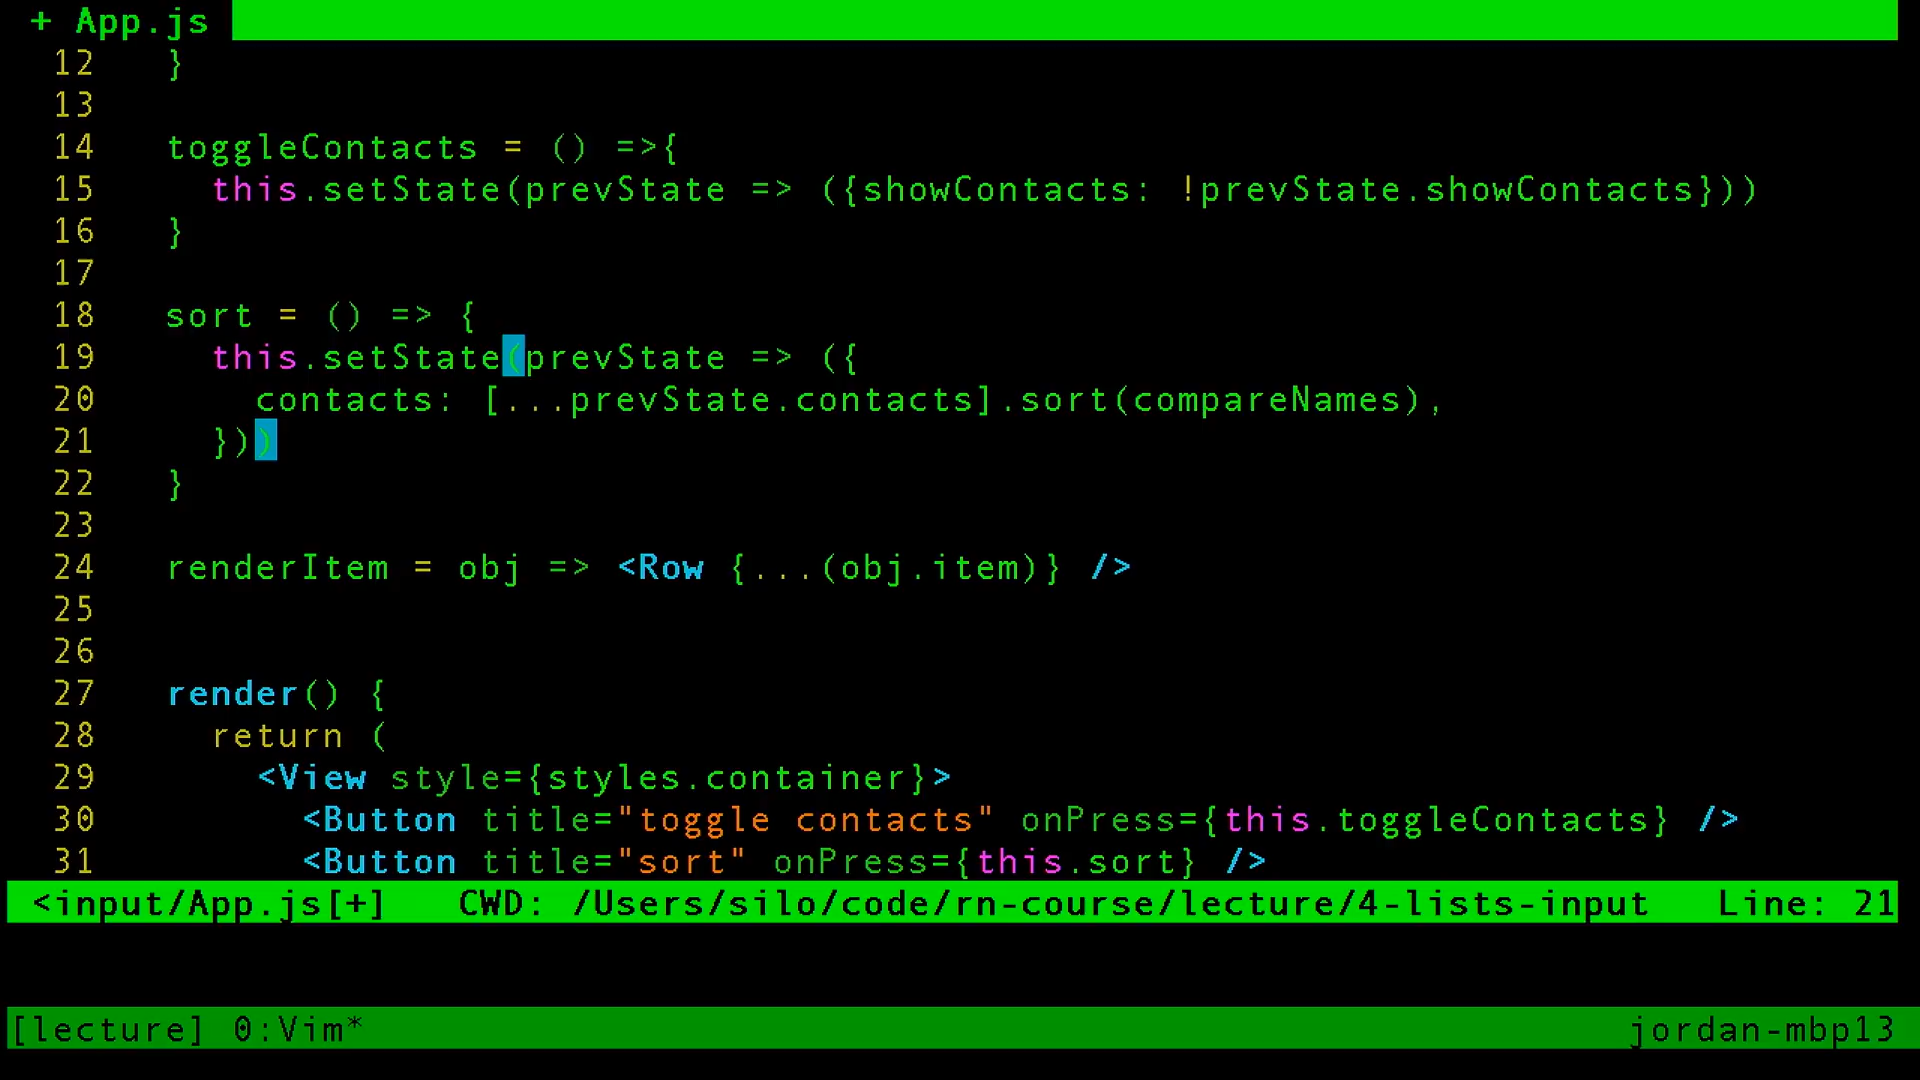 + App.js
12 }
13
14 toggleContacts = () =>{
15 this.setState(prevState => ({showContacts: !prevState.showContacts}))
16 }
17
18 sort = () => {
19 this.setState(prevState => ({
20 contacts: [...prevState.contacts].sort(compareNames),
21 }))
22 }
23
24 renderItem = obj => <Row {...(obj.item)} />
25
26
27 render() {
28 return (
29 <View style={styles.container}>
30 <Button title="toggle contacts" onPress={this.toggleContacts} />
31 <Button title="sort" onPress={this.sort} />
<input/App.js[+] CWD: /Users/silo/code/rn-course/lecture/4-lists-input Line: 21
[lecture] 0:Vim* jordan-mbp13